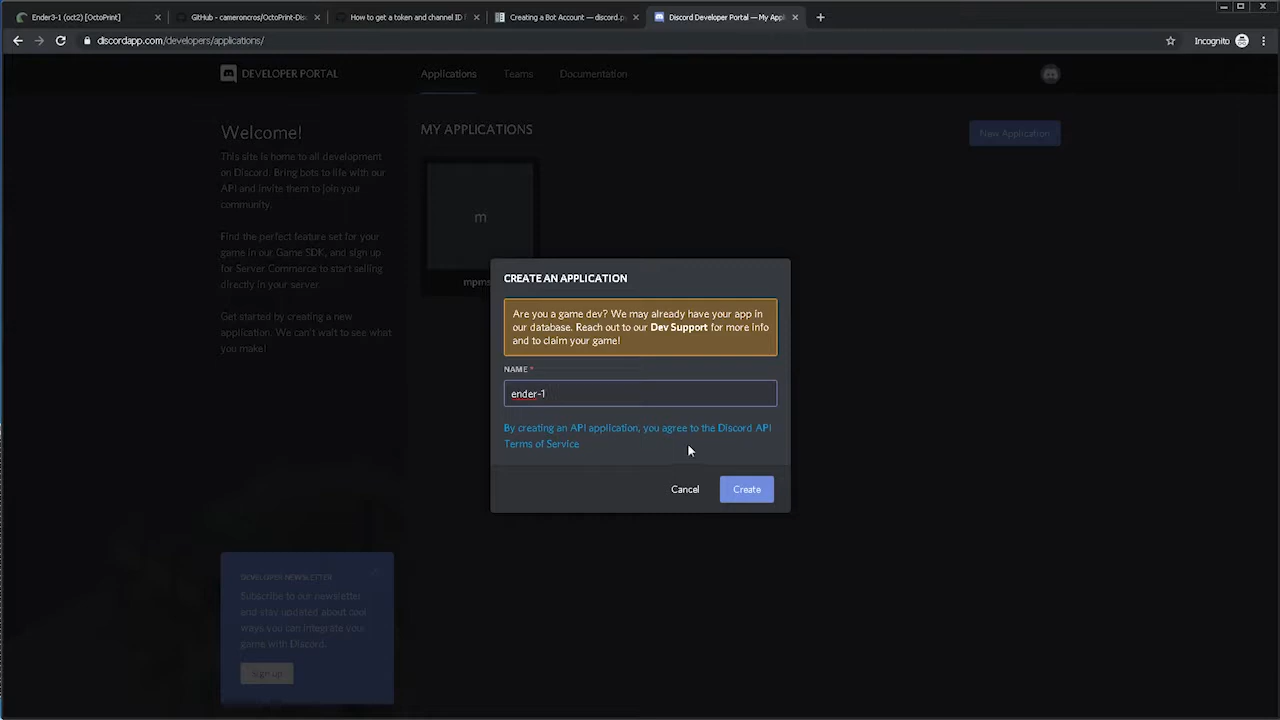 Ender3-1 (oct2) [OctoPrint]
GitHub - cameroncros/OctoPrint-Dis
How to get a token and channel ID f
Creating a Bot Account — discord.p
Discord Developer Portal — My Appl
discordapp.com/developers/applications/
Incognito
DEVELOPER PORTAL
Applications
Teams
Documentation
Welcome!
This site is home to all development
on Discord. Bring bots to life with our
API and invite them to join your
community.
Find the perfect feature set for your
game in our Game SDK, and sign up
for Server Commerce to start selling
directly in your server.
Get started by creating a new
application. We can't wait to see what
you make!
MY APPLICATIONS
New Application
m
mpms
CREATE AN APPLICATION
Are you a game dev? We may already have your app in
our database. Reach out to our Dev Support for more info
and to claim your game!
NAME *
ender-1
By creating an API application, you agree to the Discord API
Terms of Service
Cancel
Create
DEVELOPER NEWSLETTER
Subscribe to our newsletter
and stay updated about cool
ways you can integrate your
game with Discord.
Sign up